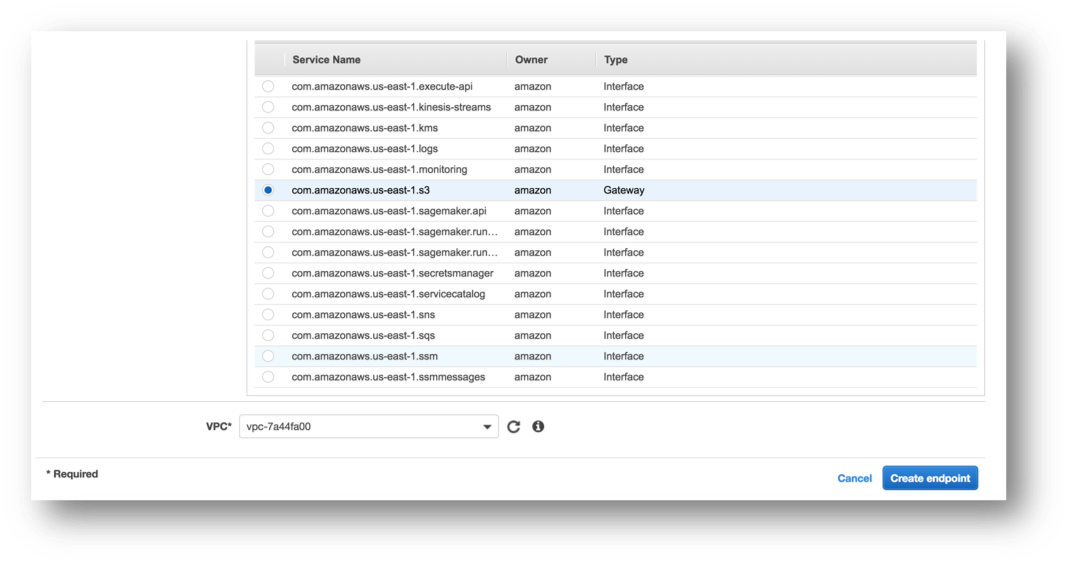 Service Name Owner Type
com.amazonaws.us-east-1.execute-api amazon Interface
com.amazonaws.us-east-1.kinesis-streams amazon Interface
com.amazonaws.us-east-1.kms amazon Interface
com.amazonaws.us-east-1.logs amazon Interface
com.amazonaws.us-east-1.monitoring amazon Interface
com.amazonaws.us-east-1.s3 amazon Gateway
com.amazonaws.us-east-1.sagemaker.api amazon Interface
com.amazonaws.us-east-1.sagemaker.run... amazon Interface
com.amazonaws.us-east-1.sagemaker.run... amazon Interface
com.amazonaws.us-east-1.secretsmanager amazon Interface
com.amazonaws.us-east-1.servicecatalog amazon Interface
com.amazonaws.us-east-1.sns amazon Interface
com.amazonaws.us-east-1.sqs amazon Interface
com.amazonaws.us-east-1.ssm amazon Interface
com.amazonaws.us-east-1.ssmmessages amazon Interface
VPC* vpc-7a44fa00
* Required
Cancel Create endpoint